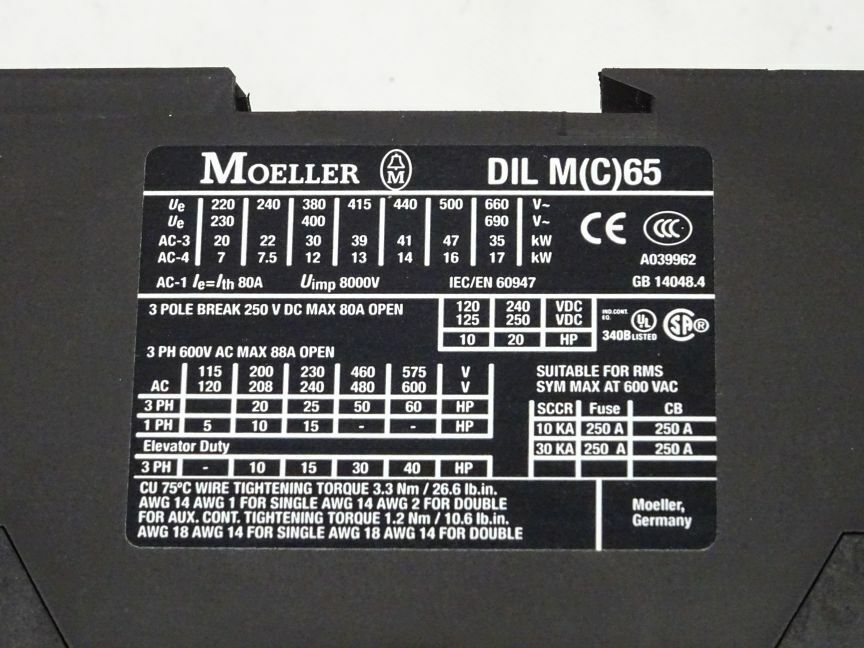 MOELLER M DIL M(C)65
Ue 220 240 380 415 440 500 660 V~
Ue 230 400 690 V~
AC-3 20 22 30 39 41 47 35 kW
AC-4 7 7.5 12 13 14 16 17 kW
CE CCC
A039962
AC-1 Ie=Ith 80A Uimp 8000V IEC/EN 60947 GB 14048.4
3 POLE BREAK 250 V DC MAX 80A OPEN
120 240 VDC
125 250 VDC
10 20 HP
IND.CONT.
EQ.
UL
340B LISTED
SA ®
3 PH 600V AC MAX 88A OPEN
115 200 230 460 575 V
AC 120 208 240 480 600 V
3 PH 20 25 50 60 HP
1 PH 5 10 15 - - HP
Elevator Duty
3 PH - 10 15 30 40 HP
SUITABLE FOR RMS
SYM MAX AT 600 VAC
SCCR Fuse CB
10 KA 250 A 250 A
30 KA 250 A 250 A
CU 75°C WIRE TIGHTENING TORQUE 3.3 Nm / 26.6 lb.in.
AWG 14 AWG 1 FOR SINGLE AWG 14 AWG 2 FOR DOUBLE
FOR AUX. CONT. TIGHTENING TORQUE 1.2 Nm / 10.6 lb.in.
AWG 18 AWG 14 FOR SINGLE AWG 18 AWG 14 FOR DOUBLE
Moeller,
Germany